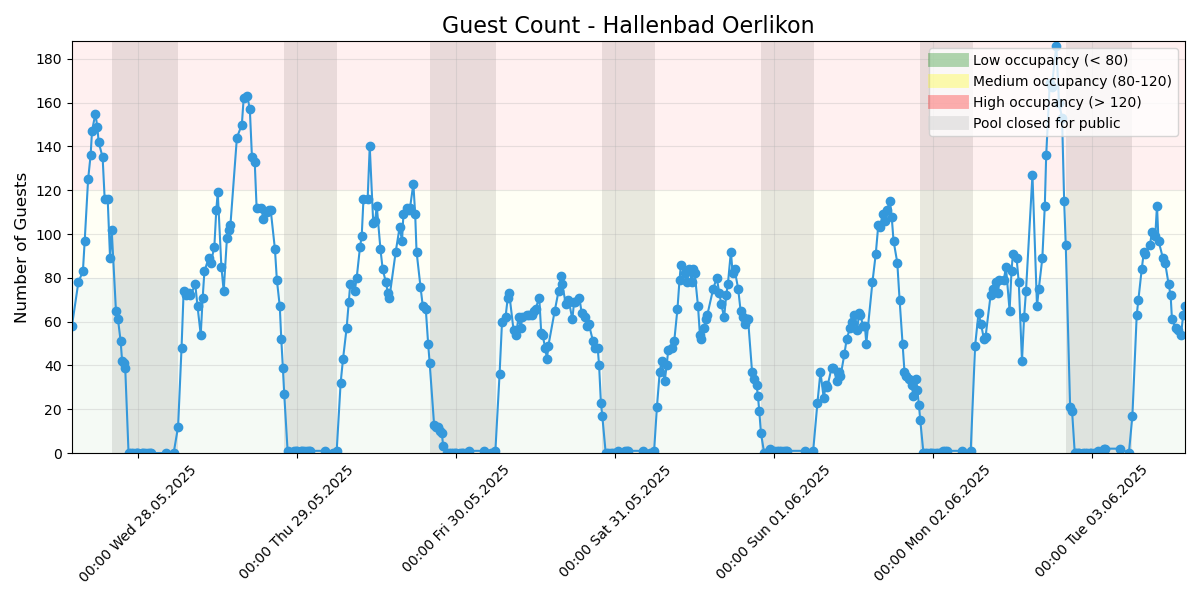 Guest Count - Hallenbad Oerlikon
Number of Guests
180
160
140
120
100
80
60
40
20
0
Low occupancy (< 80)
Medium occupancy (80-120)
High occupancy (> 120)
Pool closed for public
00:00 Wed 28.05.2025
00:00 Thu 29.05.2025
00:00 Fri 30.05.2025
00:00 Sat 31.05.2025
00:00 Sun 01.06.2025
00:00 Mon 02.06.2025
00:00 Tue 03.06.2025